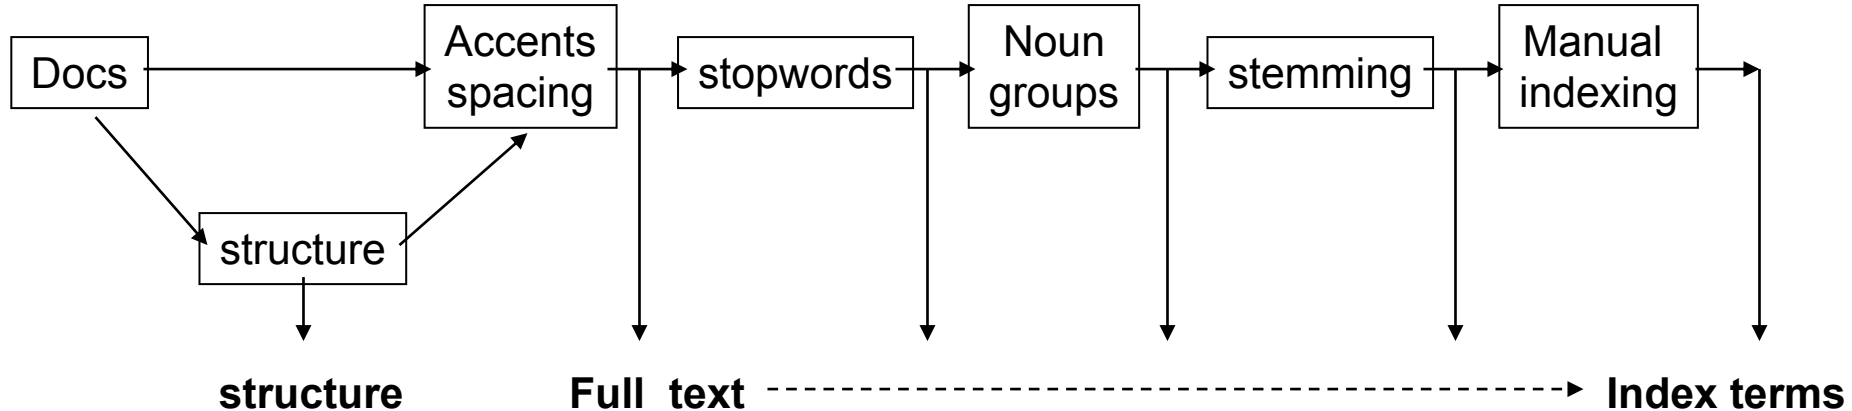 Docs
Accents
spacing
stopwords
Noun
groups
stemming
Manual
indexing
structure
structure
Full text
Index terms